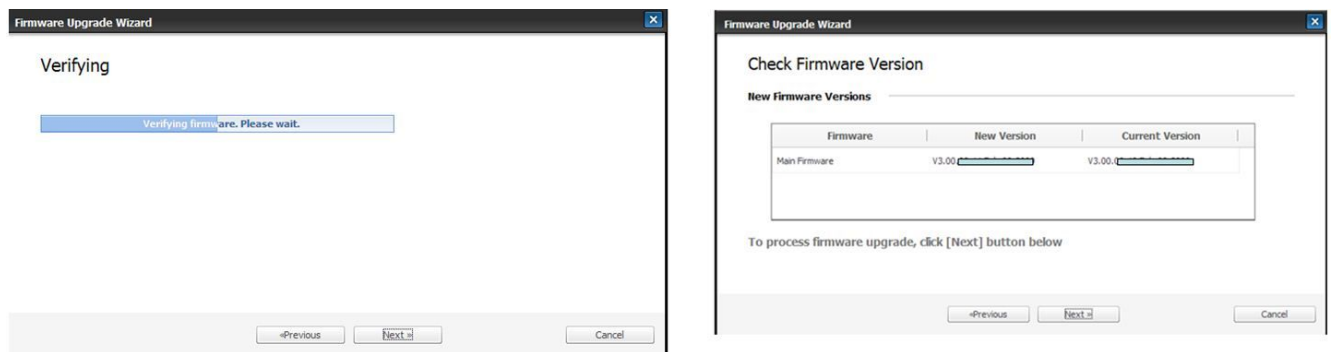 Firmware Upgrade Wizard
Verifying
Verifying firmware. Please wait.
«Previous
Next »
Cancel
Firmware Upgrade Wizard
Check Firmware Version
New Firmware Versions
Firmware New Version Current Version
Main Firmware V3.00. V3.00.
To process firmware upgrade, click [Next] button below
«Previous
Next »
Cancel